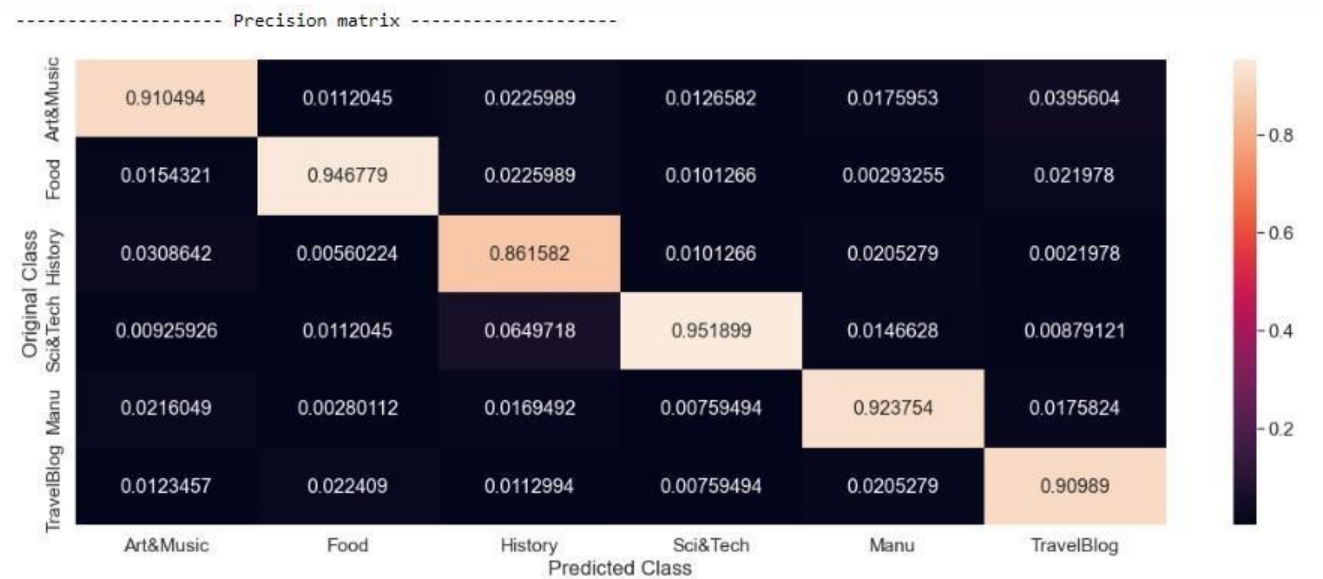 -------------------- Precision matrix --------------------
Art&Music 0.910494 0.0112045 0.0225989 0.0126582 0.0175953 0.0395604
Food 0.0154321 0.946779 0.0225989 0.0101266 0.00293255 0.021978
History 0.0308642 0.00560224 0.861582 0.0101266 0.0205279 0.0021978
Sci&Tech 0.00925926 0.0112045 0.0649718 0.951899 0.0146628 0.00879121
Manu 0.0216049 0.00280112 0.0169492 0.00759494 0.923754 0.0175824
TravelBlog 0.0123457 0.022409 0.0112994 0.00759494 0.0205279 0.90989
Original Class
Art&Music Food History Sci&Tech Manu TravelBlog
Predicted Class
0.8
0.6
0.4
0.2